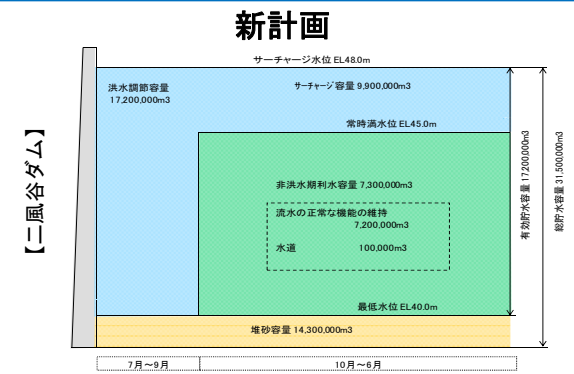 新計画
サーチャージ水位 EL48.0m
洪水調節容量
17,200,000m3
サーチャージ容量 9,900,000m3
常時満水位 EL45.0m
【二風谷ダム】
非洪水期利水容量 7,300,000m3
流水の正常な機能の維持
7,200,000m3
水道 100,000m3
有効貯水容量 17,200,000m3
総貯水容量 31,500,000m3
最低水位 EL40.0m
堆砂容量 14,300,000m3
7月～9月
10月～6月